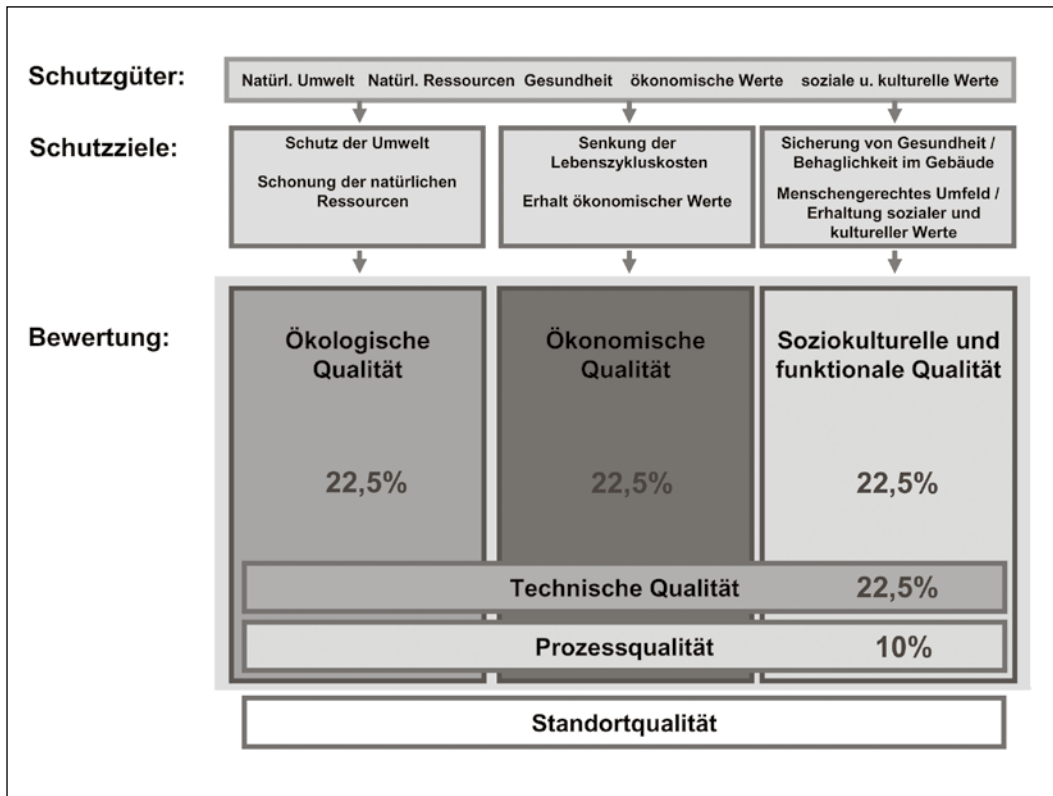 Schutzgüter:
Natürl. Umwelt Natürl. Ressourcen Gesundheit ökonomische Werte soziale u. kulturelle Werte
Schutzziele:
Schutz der Umwelt
Schonung der natürlichen
Ressourcen
Senkung der
Lebenszykluskosten
Erhalt ökonomischer Werte
Sicherung von Gesundheit /
Behaglichkeit im Gebäude
Menschengerechtes Umfeld /
Erhaltung sozialer und
kultureller Werte
Bewertung:
Ökologische
Qualität
22,5%
Ökonomische
Qualität
22,5%
Soziokulturelle und
funktionale Qualität
22,5%
Technische Qualität 22,5%
Prozessqualität 10%
Standortqualität